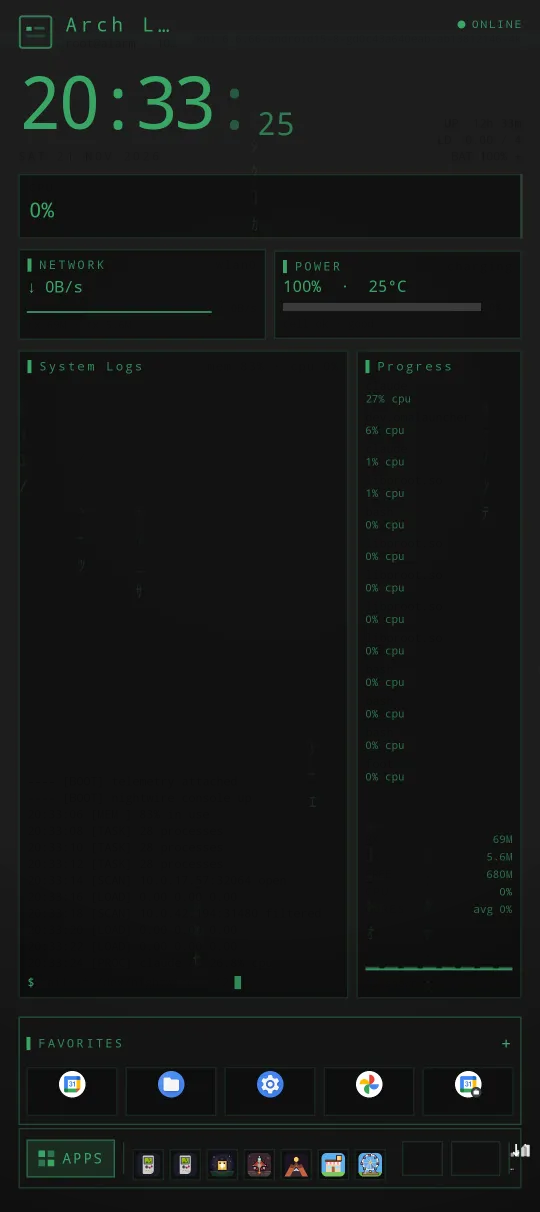 Arch L…
ONLINE
20:33:25
0%
NETWORK
↓ 0B/s
POWER
100% · 25°C
System Logs
Progress
27% cpu
6% cpu
1% cpu
1% cpu
0% cpu
0% cpu
0% cpu
0% cpu
0% cpu
0% cpu
0% cpu
0% cpu
0% cpu
69M
5.6M
680M
0%
avg 0%
$
FAVORITES
+
31
31
APPS